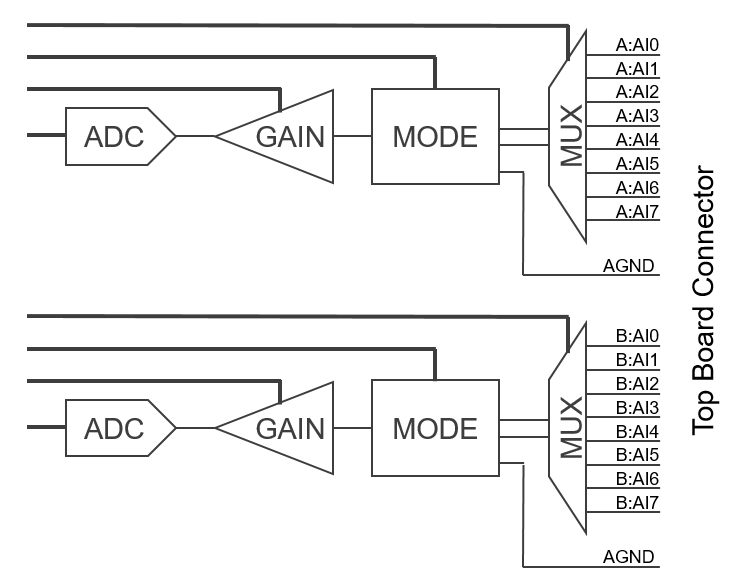 A:AI0
A:AI1
A:AI2
A:AI3
A:AI4
A:AI5
A:AI6
A:AI7
ADC
GAIN
MODE
MUX
AGND
B:AI0
B:AI1
B:AI2
B:AI3
B:AI4
B:AI5
B:AI6
B:AI7
ADC
GAIN
MODE
MUX
AGND
Top Board Connector